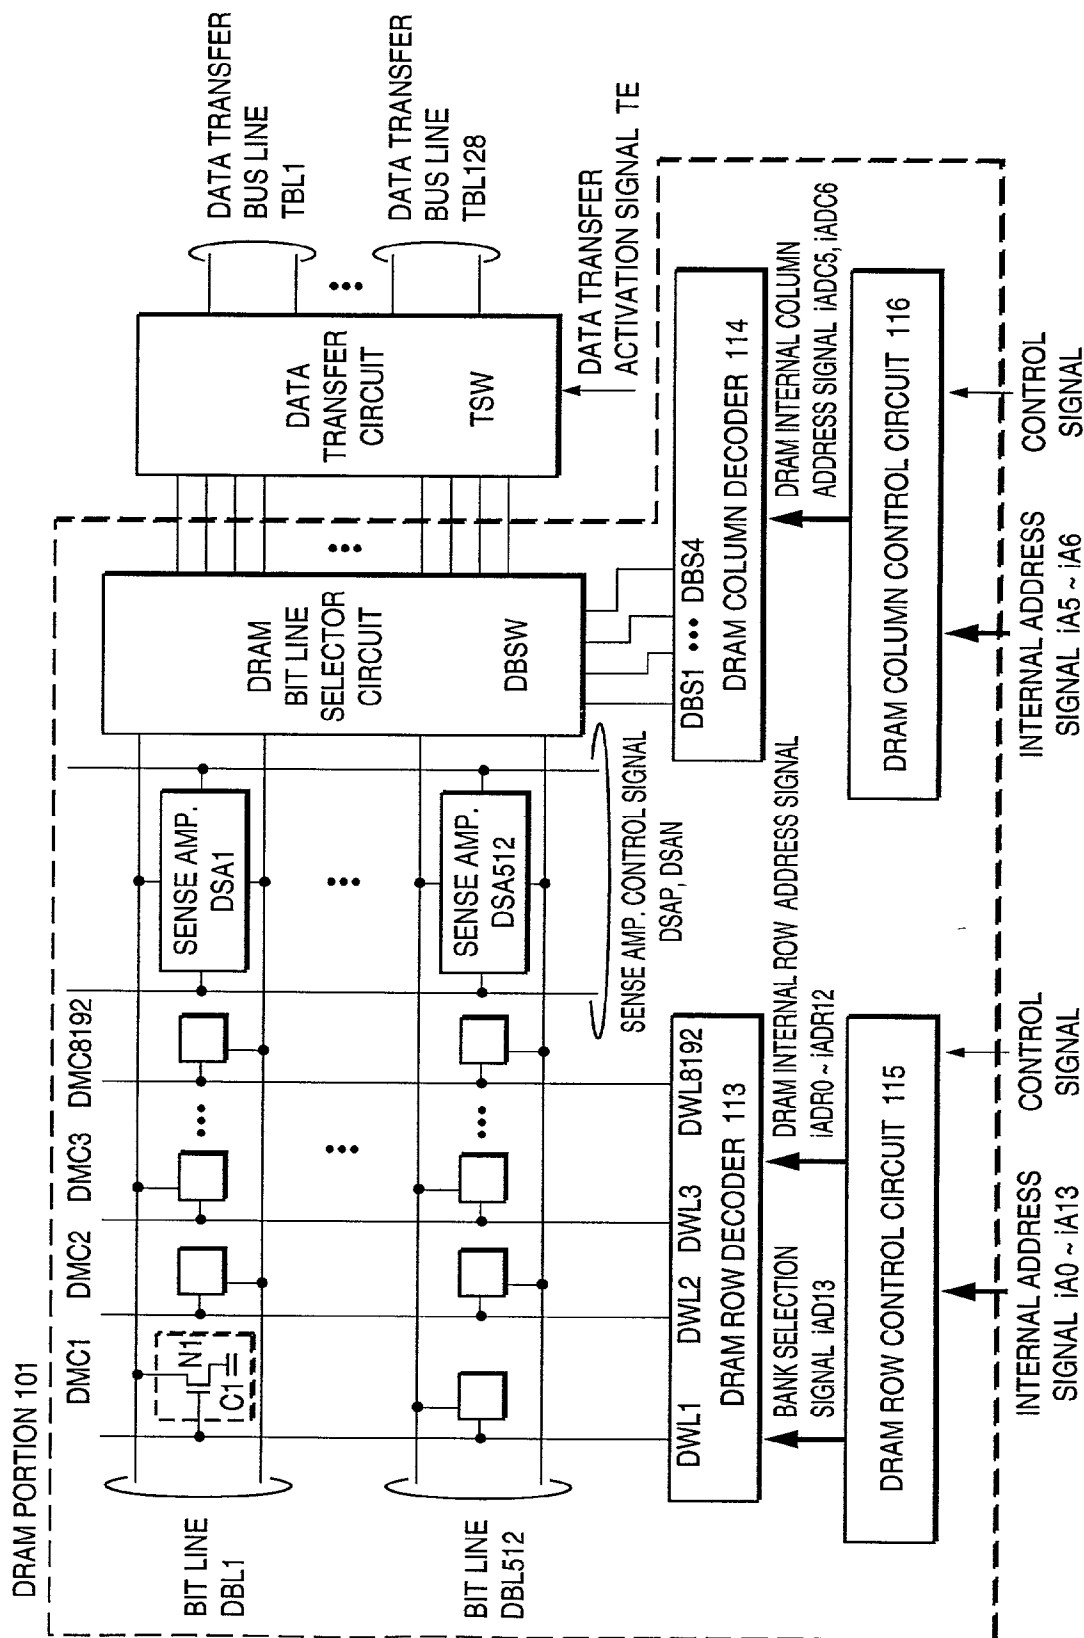 DRAM PORTION 101
DMC1
DMC2
DMC3
DMC8192
N1
C1
SENSE AMP.
DSA1
SENSE AMP.
DSA512
DRAM
BIT LINE
SELECTOR
CIRCUIT
DBSW
DATA
TRANSFER
CIRCUIT
TSW
DATA TRANSFER
BUS LINE
TBL1
DATA TRANSFER
BUS LINE
TBL128
DATA TRANSFER
ACTIVATION SIGNAL TE
BIT LINE
DBL1
BIT LINE
DBL512
SENSE AMP. CONTROL SIGNAL
DSAP, DSAN
DWL1
DWL2
DWL3
DWL8192
DRAM ROW DECODER 113
DBS1
DBS4
DRAM COLUMN DECODER 114
BANK SELECTION
SIGNAL iAD13
DRAM INTERNAL ROW ADDRESS SIGNAL
iADR0 ~ iADR12
DRAM INTERNAL COLUMN
ADDRESS SIGNAL iADC5, iADC6
DRAM ROW CONTROL CIRCUIT 115
DRAM COLUMN CONTROL CIRCUIT 116
INTERNAL ADDRESS
SIGNAL iA0 ~ iA13
CONTROL
SIGNAL
INTERNAL ADDRESS
SIGNAL iA5 ~ iA6
CONTROL
SIGNAL